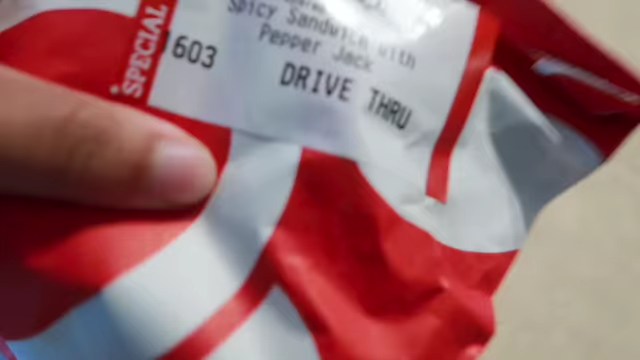 SPECIAL
Spicy Sandwich with
Pepper Jack
1603
DRIVE THRU